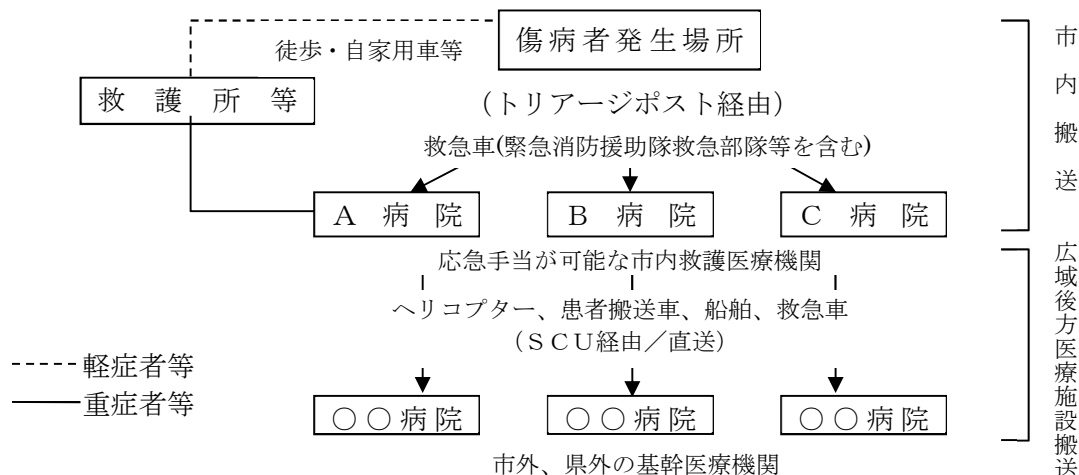 傷病者発生場所
徒歩・自家用車等
救護所等
（トリアージポスト経由）
救急車(緊急消防援助隊救急部隊等を含む)
Ａ病院
Ｂ病院
Ｃ病院
市内搬送
応急手当が可能な市内救護医療機関
ヘリコプター、患者搬送車、船舶、救急車
（ＳＣＵ経由／直送）
軽症者等
重症者等
○○病院
○○病院
○○病院
市外、県外の基幹医療機関
広域後方医療施設搬送